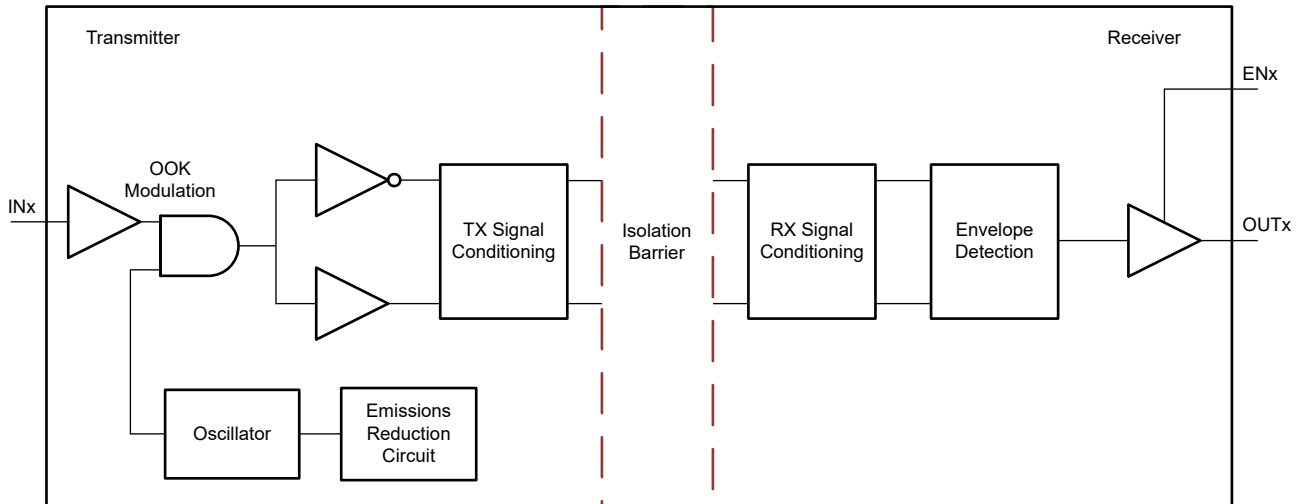 Transmitter
Receiver
ENx
OOK
Modulation
INx
TX Signal
Conditioning
Isolation
Barrier
RX Signal
Conditioning
Envelope
Detection
OUTx
Oscillator
Emissions
Reduction
Circuit